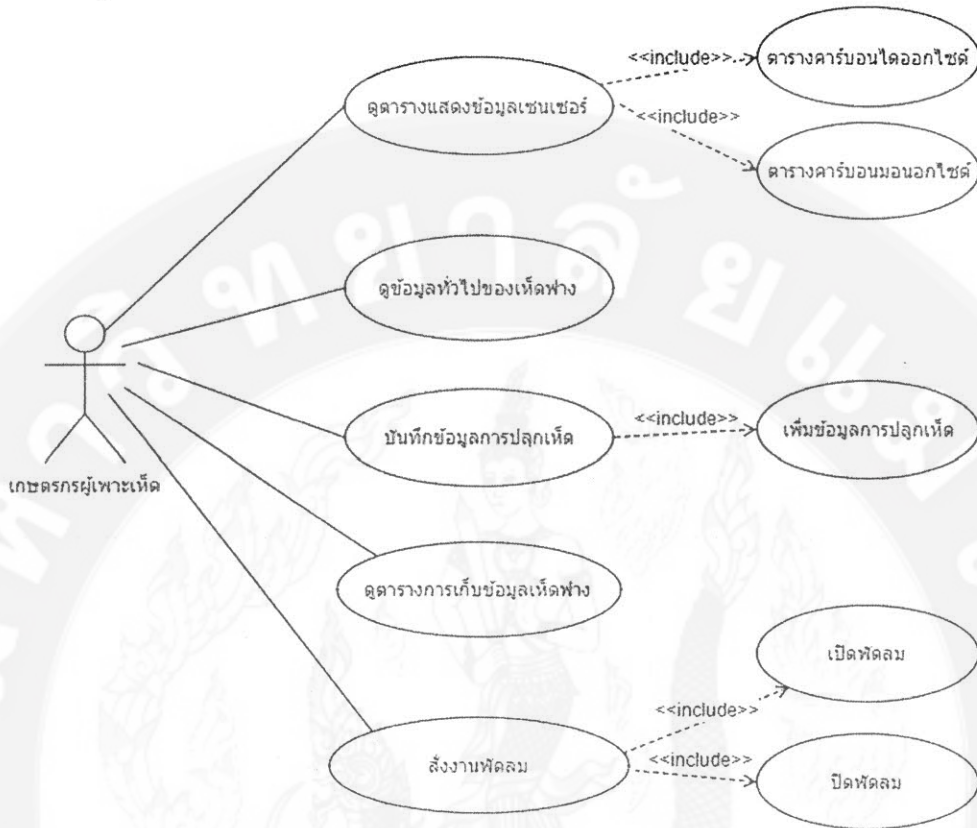 <<include>>
ตารางคาร์บอนไดออกไซด์
ดูตารางแสดงข้อมูลเซนเซอร์
<<include>>
ตารางคาร์บอนมอนอกไซด์
ดูข้อมูลทั่วไปของเห็ดฟาง
บันทึกข้อมูลการปลุกเห็ด
<<include>>
เพิ่มข้อมูลการปลูกเห็ด
เกษตรกรผู้เพาะเห็ด
ดูตารางการเก็บข้อมูลเห็ดฟาง
เปิดพัดลม
<<include>>
สั่งงานพัดลม
<<include>>
ปิดพัดลม